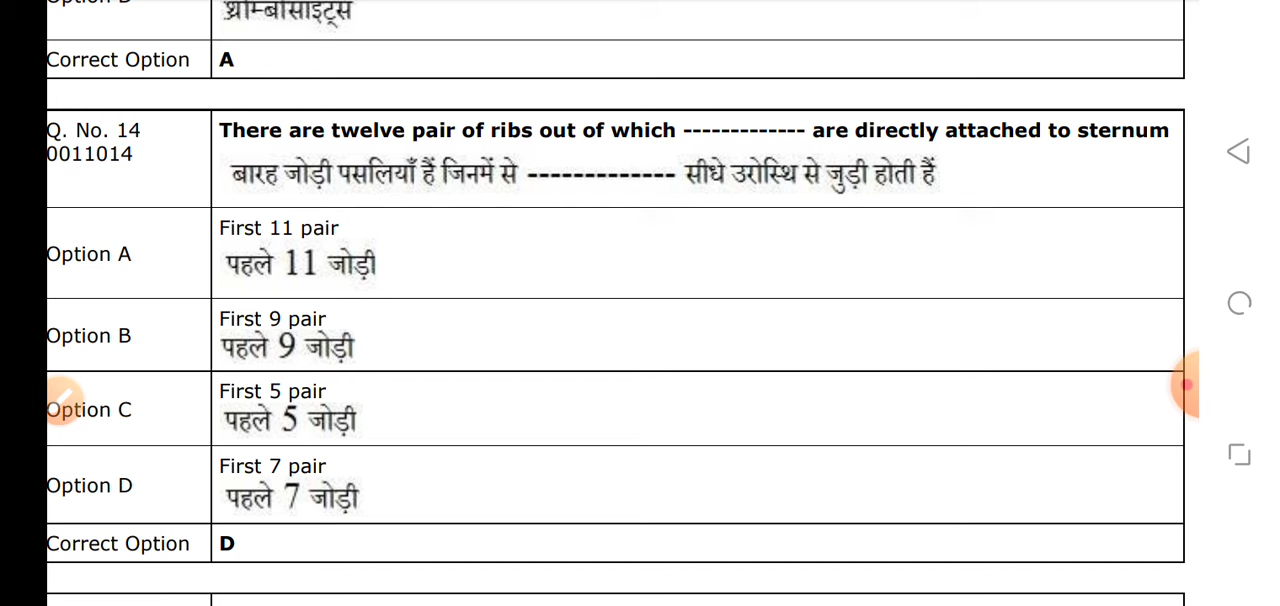 थ्रोम्बोसाइट्स
Correct Option A
Q. No. 14
0011014
There are twelve pair of ribs out of which ------------- are directly attached to sternum
बारह जोड़ी पसलियाँ हैं जिनमें से ------------- सीधे उरोस्थि से जुड़ी होती हैं
Option A
First 11 pair
पहले 11 जोड़ी
Option B
First 9 pair
पहले 9 जोड़ी
Option C
First 5 pair
पहले 5 जोड़ी
Option D
First 7 pair
पहले 7 जोड़ी
Correct Option D